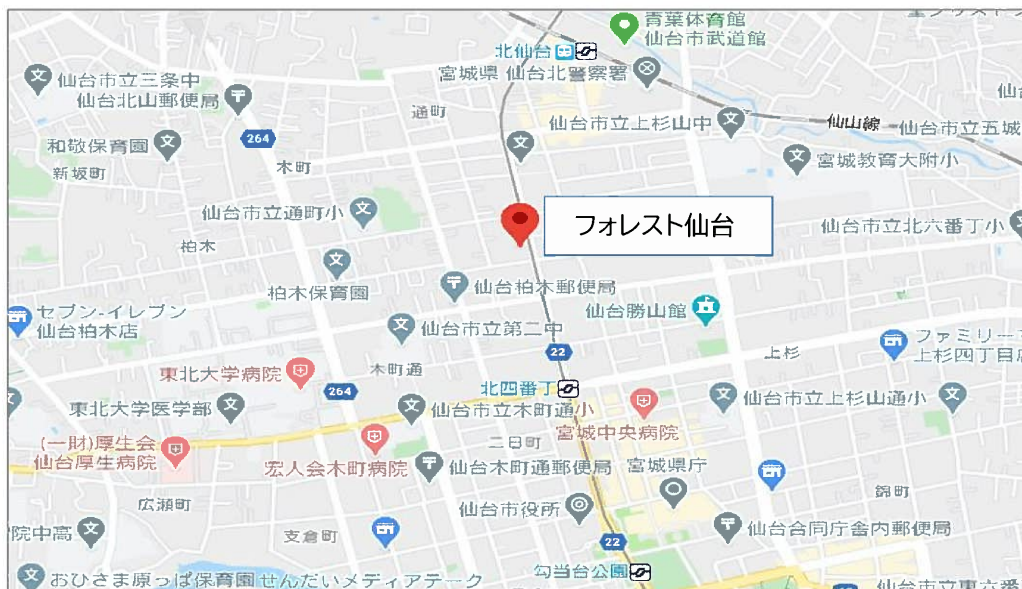 青葉体育館
仙台市武道館
北仙台
宮城県 仙台北警察署
仙台市立三条中
仙台北山郵便局
通町
仙台市立上杉山中
仙山線
仙台市立五城
264
和敬保育園
新坂町
木町
宮城教育大附小
仙台市立通町小
フォレスト仙台
仙台市立北六番丁小
柏木
柏木保育園
仙台柏木郵便局
セブン-イレブン
仙台柏木店
仙台勝山館
仙台市立第二中
ファミリーマ
上杉四丁目店
22
上杉
東北大学病院
木町通
264
北四番丁
仙台市立上杉山通小
東北大学医学部
仙台市立木町通小
宮城中央病院
(一財)厚生会
仙台厚生病院
二日町
宏人会木町病院
仙台木町通郵便局
宮城県庁
広瀬町
錦町
仙台市役所
院中高
支倉町
仙台合同庁舎内郵便局
22
勾当台公園
おひさま原っぱ保育園
せんだいメディアテーク
仙台市立東六番